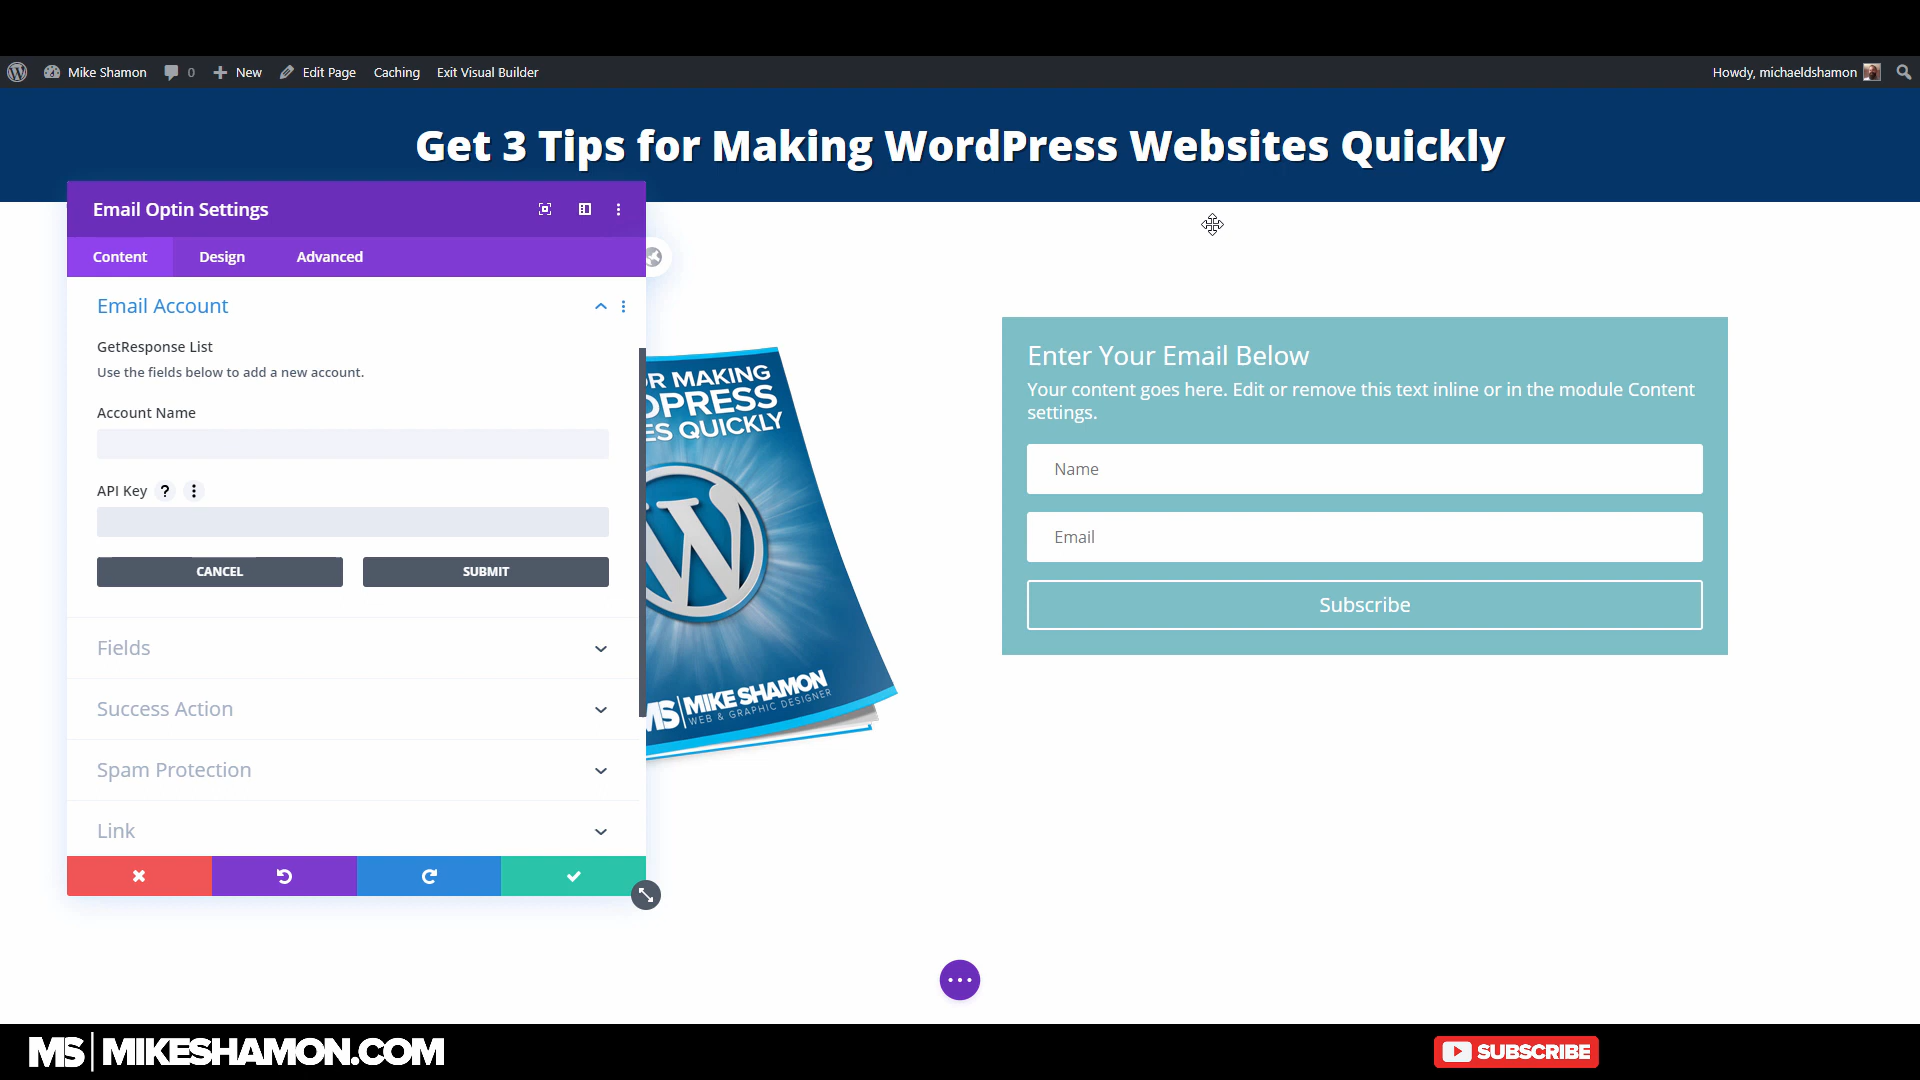 Mike Shamon
0
New
Edit Page
Caching
Exit Visual Builder
Howdy, michaeldshamon
Get 3 Tips for Making WordPress Websites Quickly
Email Optin Settings
Content
Design
Advanced
Email Account
GetResponse List
Use the fields below to add a new account.
Account Name
API Key ?
CANCEL
SUBMIT
Fields
Success Action
Spam Protection
Link
R MAKING
PRESS
ES QUICKLY
MS MIKE SHAMON
WEB & GRAPHIC DESIGNER
Enter Your Email Below
Your content goes here. Edit or remove this text inline or in the module Content
settings.
Name
Email
Subscribe
MS MIKESHAMON.COM
SUBSCRIBE